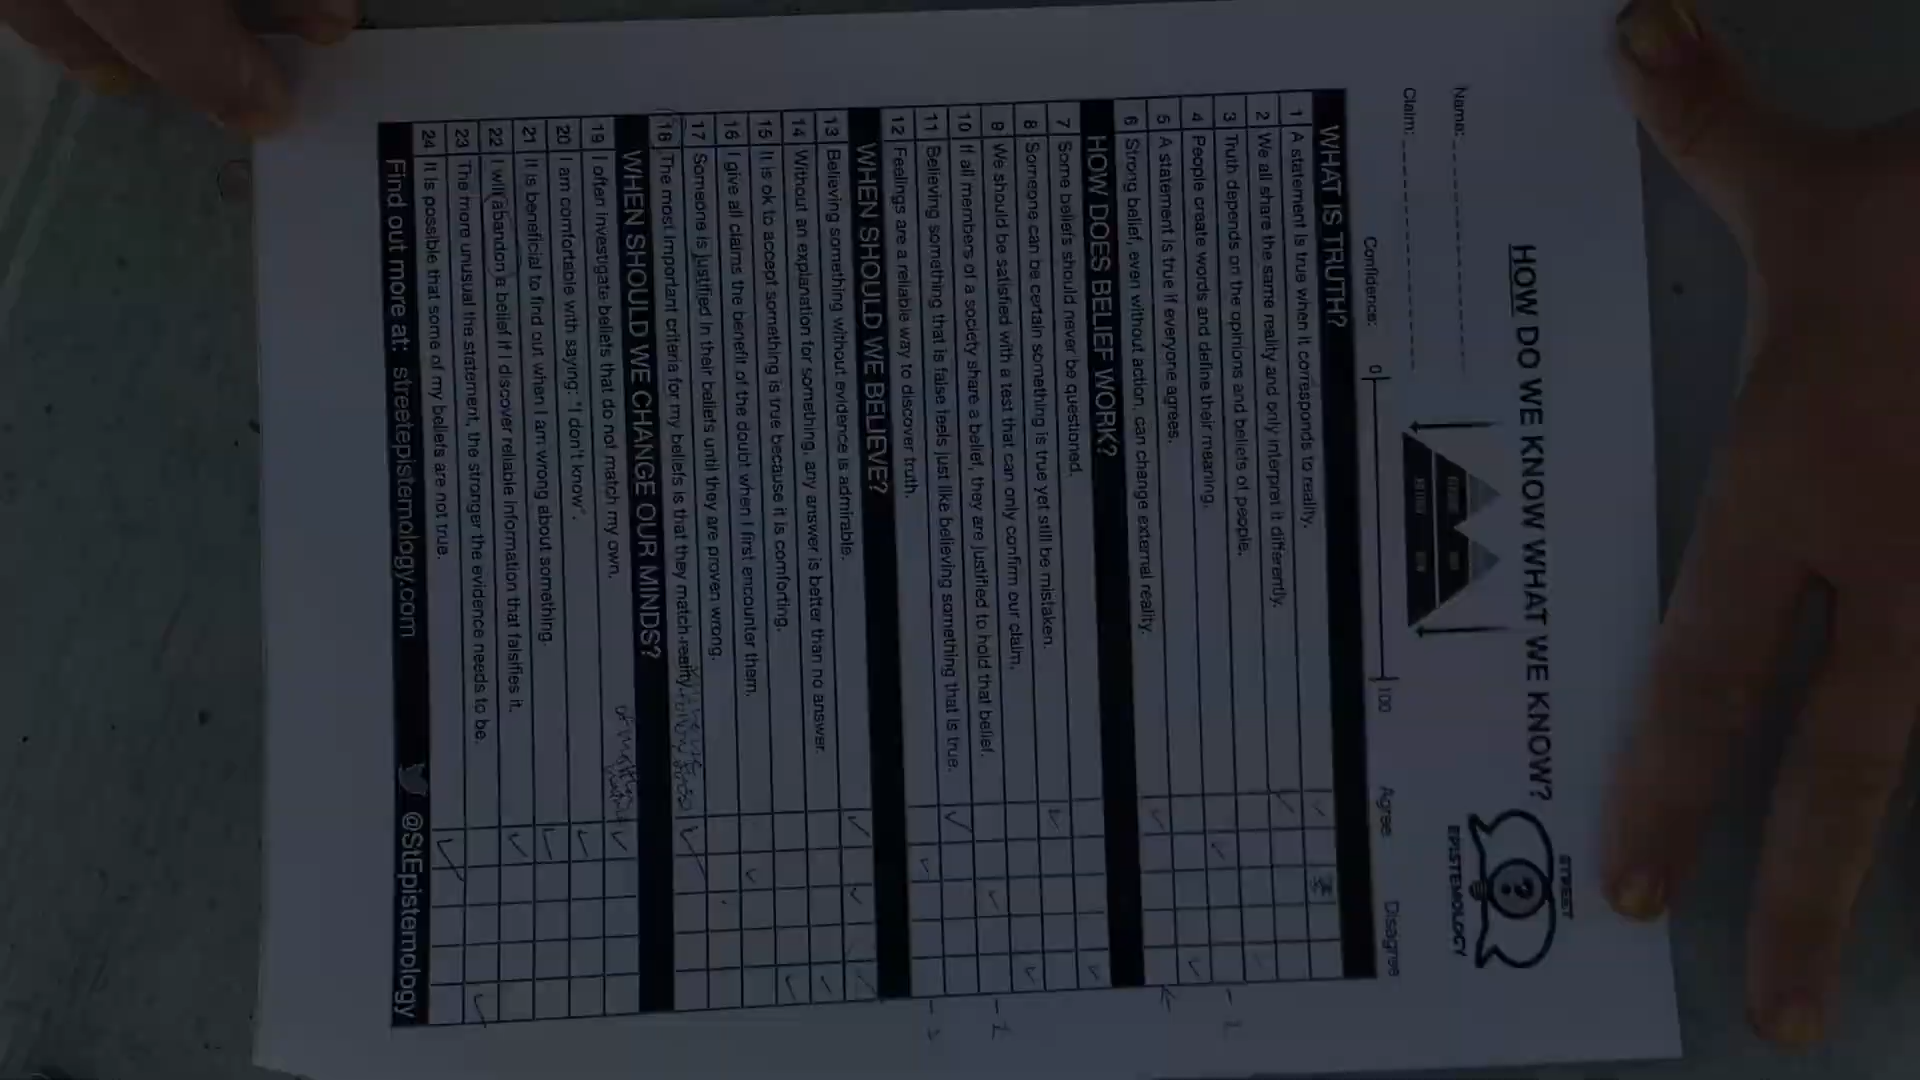 HOW DO WE KNOW WHAT WE KNOW?
STREET
EPISTEMOLOGY
?
Name:
Claim:
Confidence: 0 100
Agree Disagree
WHAT IS TRUTH?
1 A statement is true when it corresponds to reality.
2 We all share the same reality and only interpret it differently.
3 Truth depends on the opinions and beliefs of people.
4 People create words and define their meaning.
5 A statement is true if everyone agrees.
6 Strong belief, even without action, can change external reality.
HOW DOES BELIEF WORK?
7 Some beliefs should never be questioned.
8 Someone can be certain something is true yet still be mistaken.
9 We should be satisfied with a test that can only confirm our claim.
10 If all members of a society share a belief, they are justified to hold that belief.
11 Believing something that is false feels just like believing something that is true.
12 Feelings are a reliable way to discover truth.
WHEN SHOULD WE BELIEVE?
13 Believing something without evidence is admirable.
14 Without an explanation for something, any answer is better than no answer.
15 It is ok to accept something is true because it is comforting.
16 I give all claims the benefit of the doubt when I first encounter them.
17 Someone is justified in their beliefs until they are proven wrong.
18 The most important criteria for my beliefs is that they match reality.
WHEN SHOULD WE CHANGE OUR MINDS?
19 I often investigate beliefs that do not match my own.
20 I am comfortable with saying: "I don't know".
21 It is beneficial to find out when I am wrong about something.
22 I will abandon a belief if I discover reliable information that falsifies it.
23 The more unusual the statement, the stronger the evidence needs to be.
24 It is possible that some of my beliefs are not true.
Find out more at: streetepistemology.com @StEpistemology